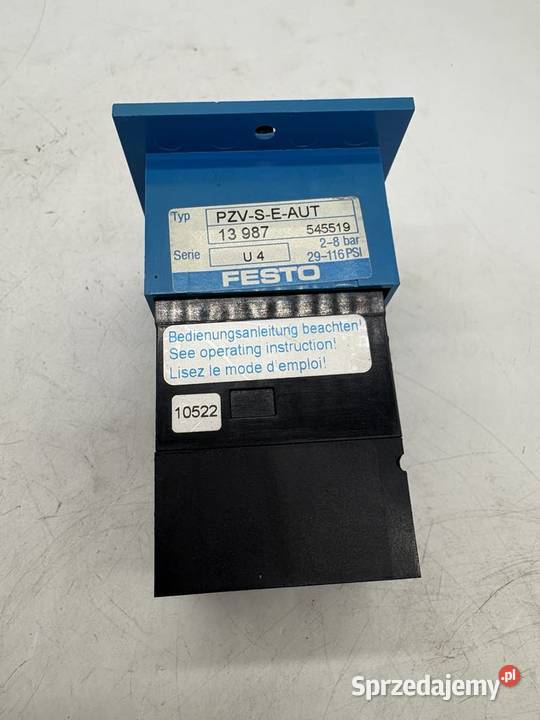 Typ PZV-S-E-AUT
13 987 545519
Serie U 4 2-8 bar
29-116 PSI
FESTO
Bedienungsanleitung beachten!
See operating instruction!
Lisez le mode d'emploi!
10522
Sprzedajemy.pl